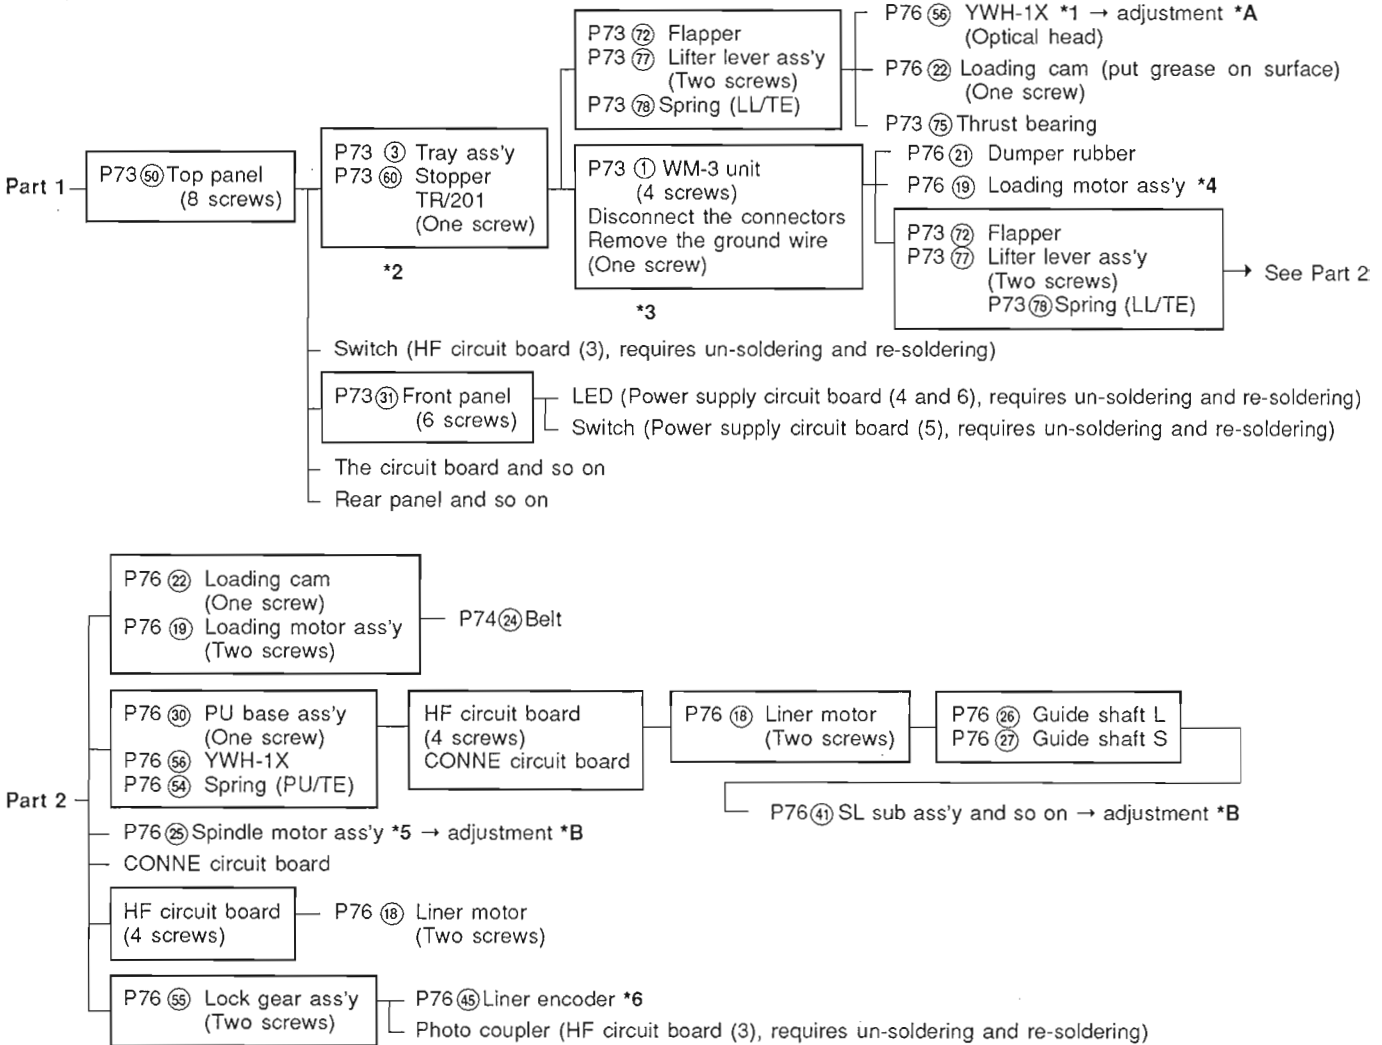 Part 1
P73 ㊿ Top panel
(8 screws)
P73 ③ Tray ass'y
P73 60 Stopper
TR/201
(One screw)
*2
P73 72 Flapper
P73 77 Lifter lever ass'y
(Two screws)
P73 78 Spring (LL/TE)
P76 56 YWH-1X *1 → adjustment *A
(Optical head)
P76 ㉒ Loading cam (put grease on surface)
(One screw)
P73 75 Thrust bearing
P73 ① WM-3 unit
(4 screws)
Disconnect the connectors
Remove the ground wire
(One screw)
*3
P76 ㉑ Dumper rubber
P76 ⑲ Loading motor ass'y *4
P73 72 Flapper
P73 77 Lifter lever ass'y
(Two screws)
P73 78 Spring (LL/TE)
See Part 2
Switch (HF circuit board (3), requires un-soldering and re-soldering)
P73 ㉛ Front panel
(6 screws)
LED (Power supply circuit board (4 and 6), requires un-soldering and re-soldering)
Switch (Power supply circuit board (5), requires un-soldering and re-soldering)
The circuit board and so on
Rear panel and so on
Part 2
P76 ㉒ Loading cam
(One screw)
P76 ⑲ Loading motor ass'y
(Two screws)
P74 ㉔ Belt
P76 ㉚ PU base ass'y
(One screw)
P76 56 YWH-1X
P76 54 Spring (PU/TE)
HF circuit board
(4 screws)
CONNE circuit board
P76 ⑱ Liner motor
(Two screws)
P76 ㉖ Guide shaft L
P76 ㉗ Guide shaft S
P76 ㊶ SL sub ass'y and so on → adjustment *B
P76 ㉕ Spindle motor ass'y *5 → adjustment *B
CONNE circuit board
HF circuit board
(4 screws)
P76 ⑱ Liner motor
(Two screws)
P76 55 Lock gear ass'y
(Two screws)
P76 ㊺ Liner encoder *6
Photo coupler (HF circuit board (3), requires un-soldering and re-soldering)